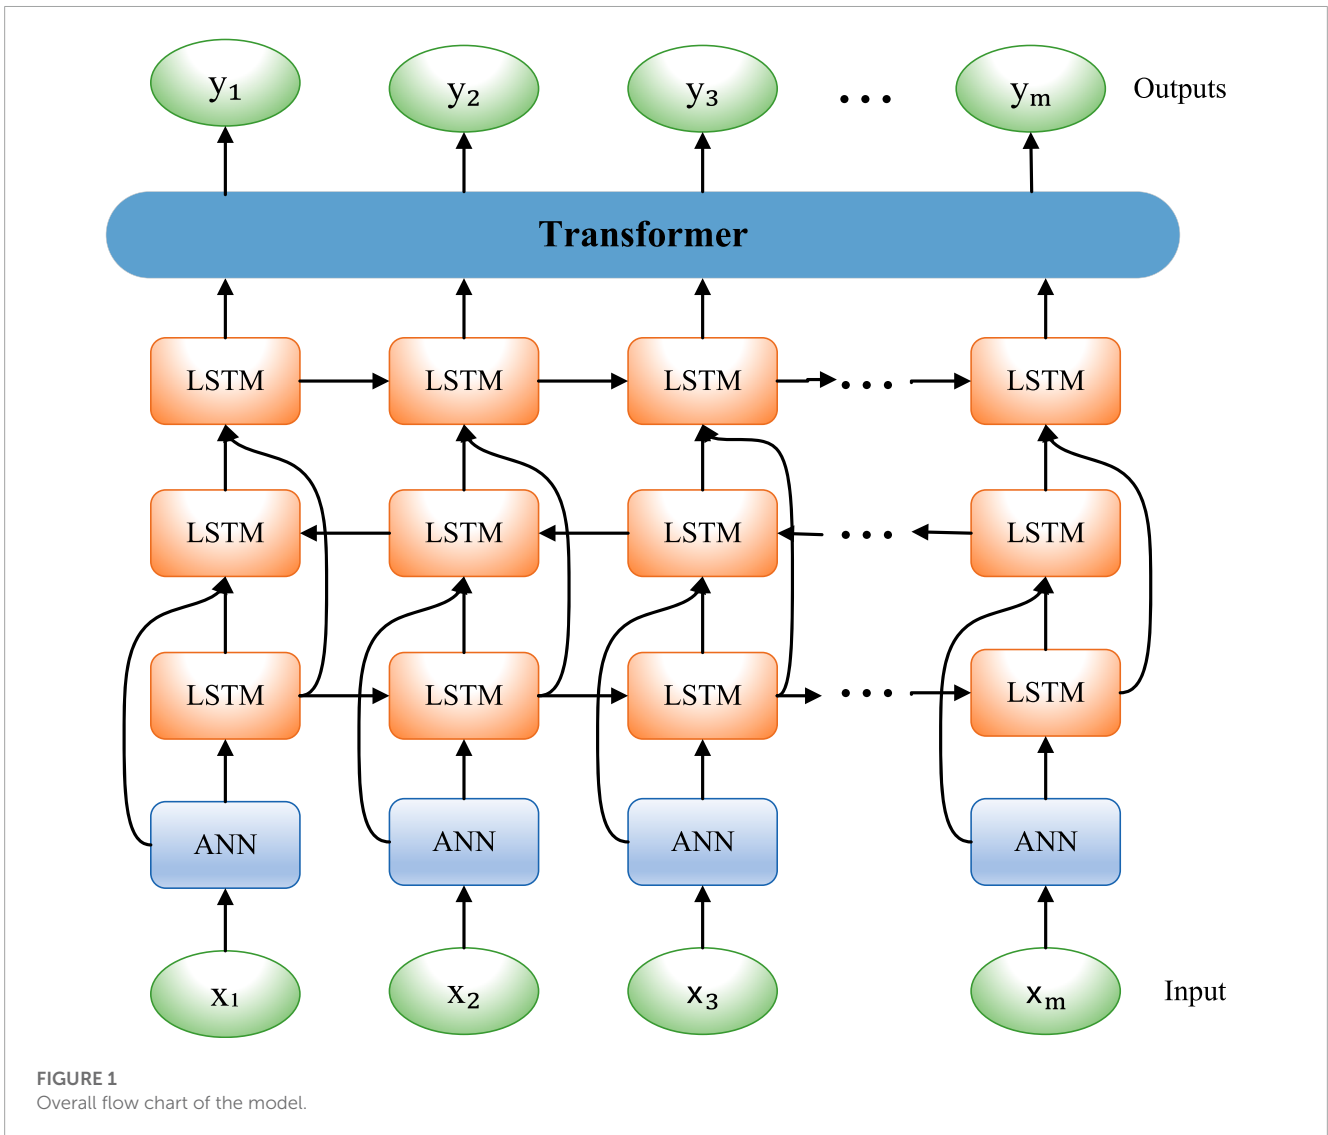 y₁ y₂ y₃ ... yₘ Outputs
Transformer
LSTM LSTM LSTM ... LSTM
LSTM LSTM LSTM ... LSTM
LSTM LSTM LSTM ... LSTM
ANN ANN ANN ANN
x₁ x₂ x₃ xₘ Input
FIGURE 1
Overall flow chart of the model.